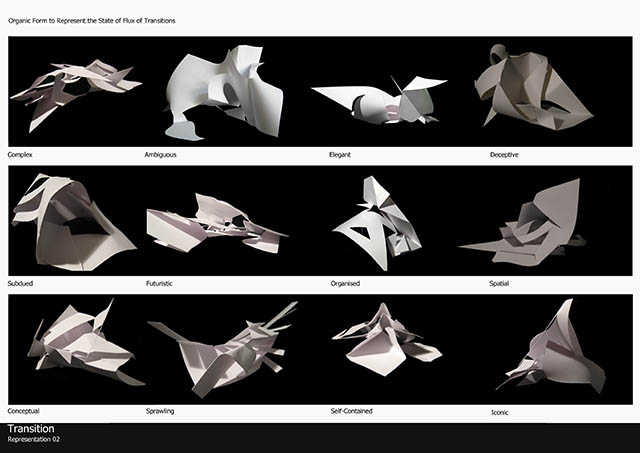 Organic Form to Represent the State of Flux of Transitions
Complex
Ambiguous
Elegant
Deceptive
Subdued
Futuristic
Organised
Spatial
Conceptual
Sprawling
Self-Contained
Iconic
Transition
Representation 02